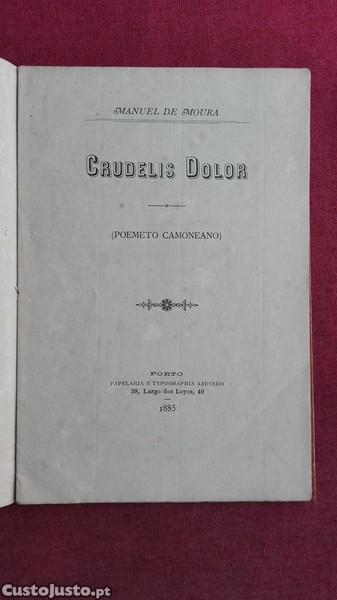 MANUEL DE MOURA
CRUDELIS DOLOR
(POEMETO CAMONEANO)
PORTO
PAPELARIA E TYPOGRAPHIA AZEVEDO
38, Largo dos Loyos, 40
1885
CustoJusto.pt